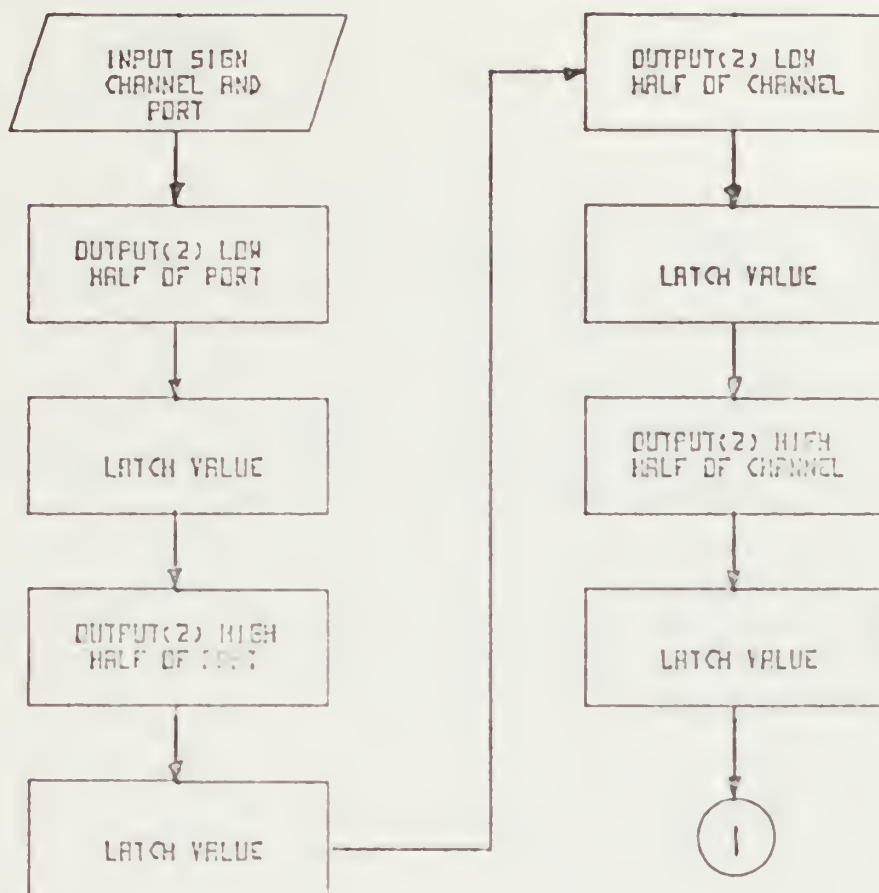 INPUT SIGN
CHANNEL AND
PORT
OUTPUT(2) LOW
HALF OF PORT
LATCH VALUE
OUTPUT(2) HIGH
HALF OF PORT
LATCH VALUE
OUTPUT(2) LOW
HALF OF CHANNEL
LATCH VALUE
OUTPUT(2) HIGH
HALF OF CHANNEL
LATCH VALUE
1